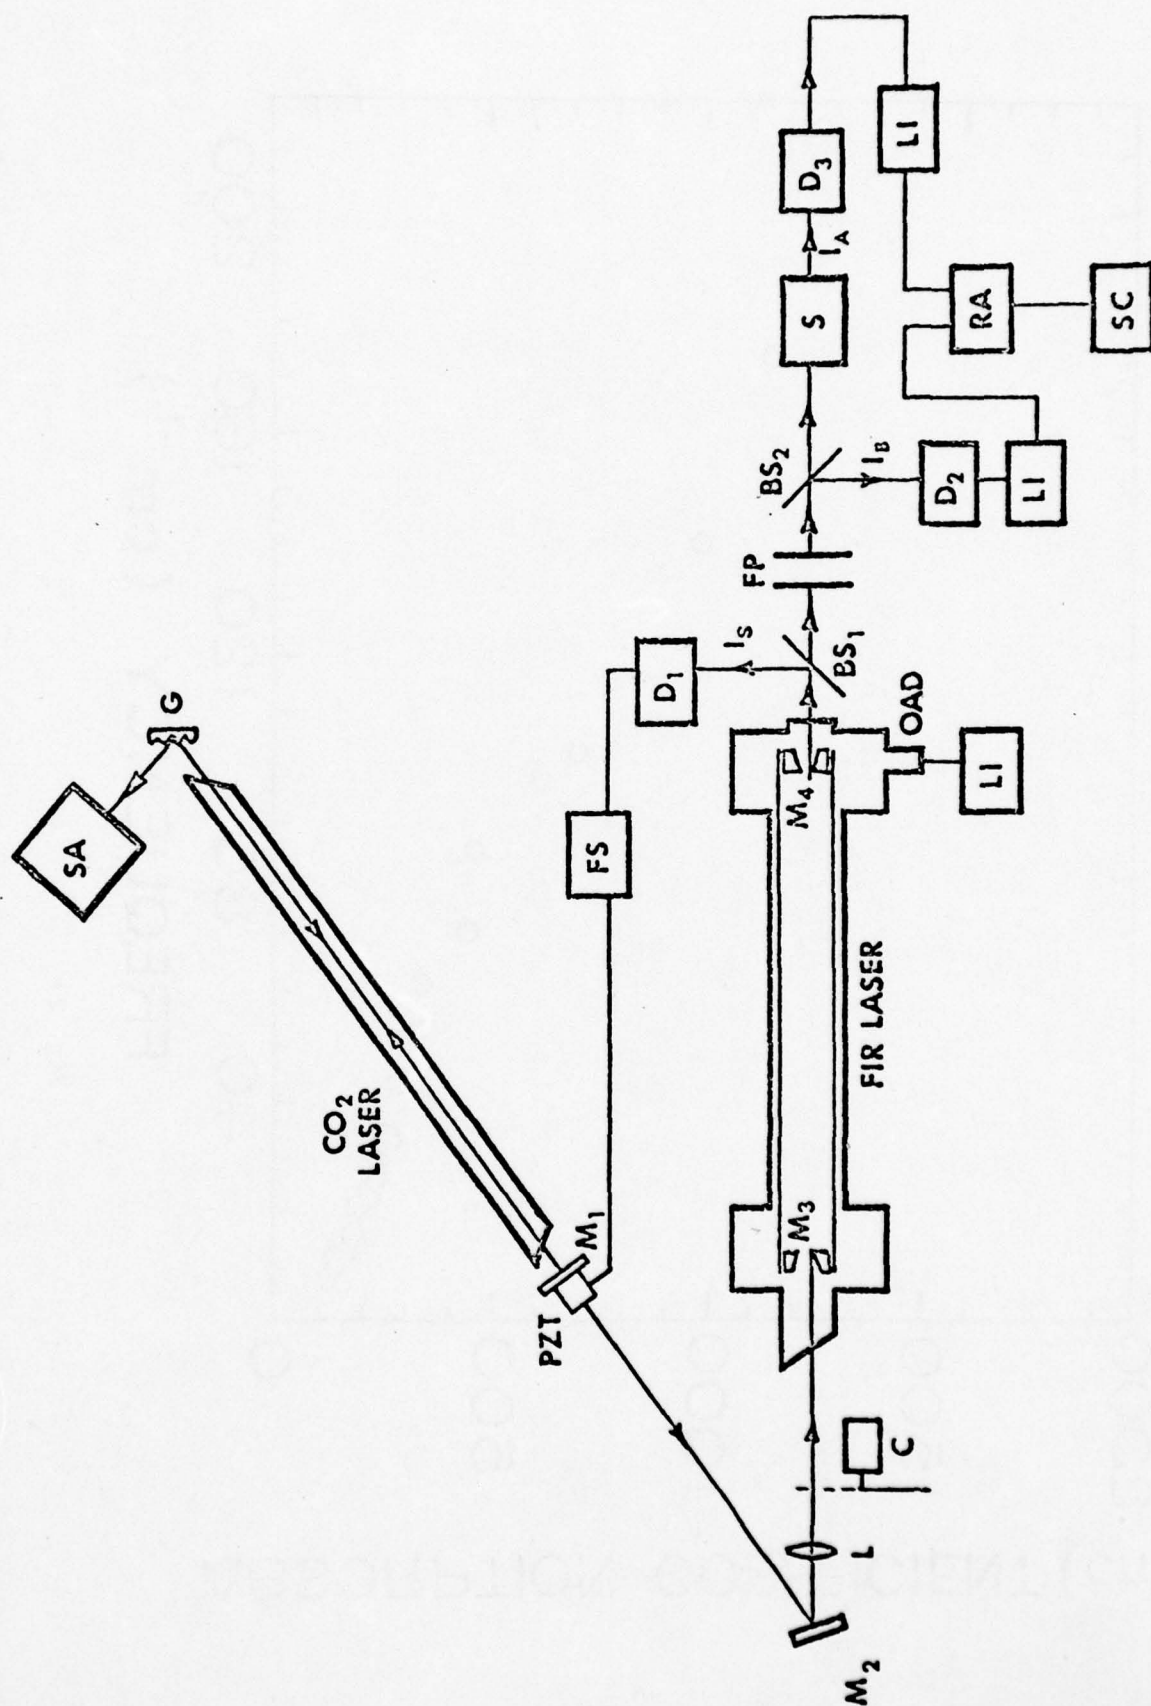 SA
G
CO₂
LASER
PZT
M₁
M₂
L
C
FS
D₁
I_S
BS₁
M₃
M₄
FIR LASER
OAD
LI
FP
BS₂
I_B
D₂
LI
S
I_A
D₃
LI
RA
SC